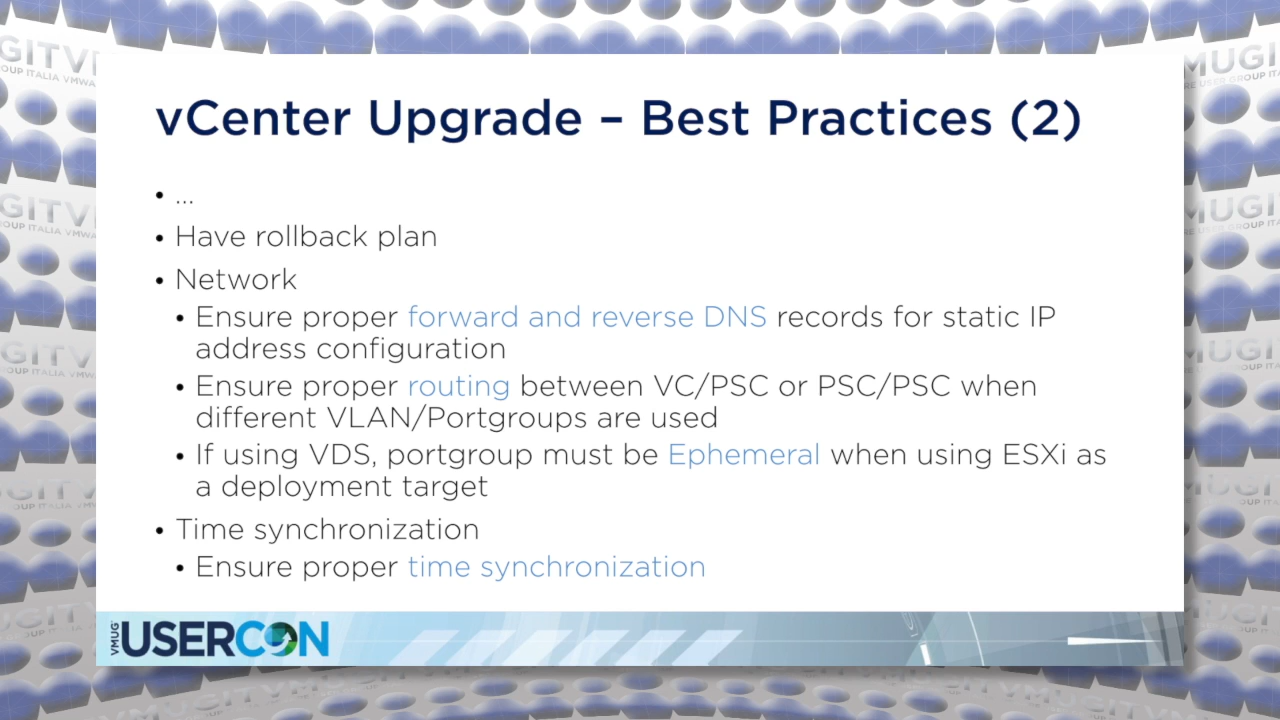 vCenter Upgrade – Best Practices (2)
• ...
• Have rollback plan
• Network
• Ensure proper forward and reverse DNS records for static IP
address configuration
• Ensure proper routing between VC/PSC or PSC/PSC when
different VLAN/Portgroups are used
• If using VDS, portgroup must be Ephemeral when using ESXi as
a deployment target
• Time synchronization
• Ensure proper time synchronization
VMUG USERCON